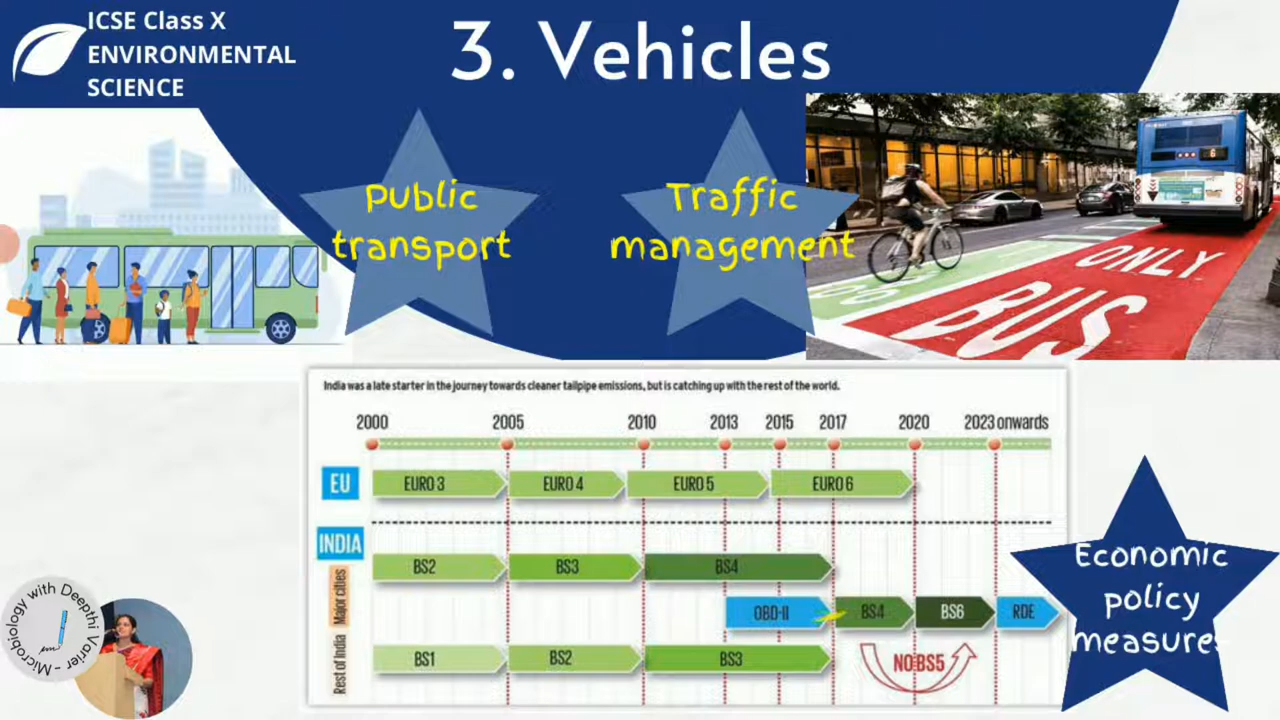 ICSE Class X
ENVIRONMENTAL
SCIENCE
3. Vehicles
Public
transport
Traffic
management
6
ONLY
BUS
India was a late starter in the journey towards cleaner tailpipe emissions, but is catching up with the rest of the world.
2000 2005 2010 2013 2015 2017 2020 2023 onwards
EU EURO 3 EURO 4 EURO 5 EURO 6
INDIA
Major cities BS2 BS3 BS4
OBD-II BS4 BS6 RDE
Rest of India BS1 BS2 BS3
NO BS5
Economic
policy
measures
Microbiology with Deepthi Varier